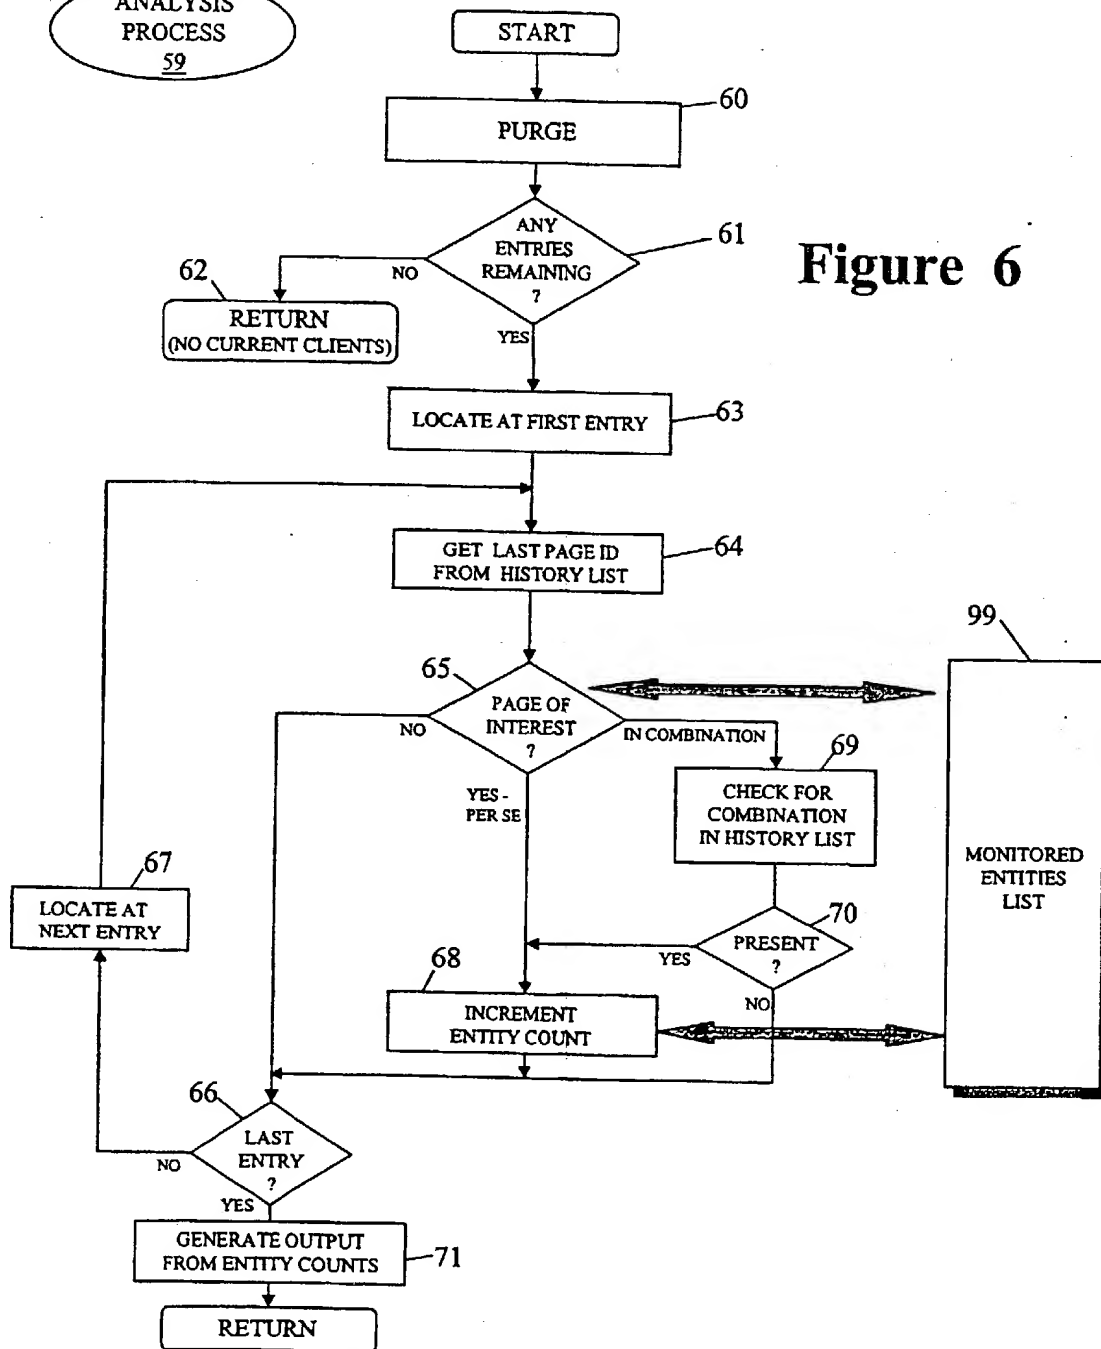 ANALYSIS
PROCESS
59
START
60
PURGE
ANY
ENTRIES
REMAINING
?
61
Figure 6
NO
62
RETURN
(NO CURRENT CLIENTS)
YES
LOCATE AT FIRST ENTRY
63
GET LAST PAGE ID
FROM HISTORY LIST
64
99
65
PAGE OF
INTEREST
?
NO
IN COMBINATION
YES -
PER SE
69
CHECK FOR
COMBINATION
IN HISTORY LIST
MONITORED
ENTITIES
LIST
67
LOCATE AT
NEXT ENTRY
70
PRESENT
?
YES
NO
68
INCREMENT
ENTITY COUNT
66
LAST
ENTRY
?
NO
YES
GENERATE OUTPUT
FROM ENTITY COUNTS
71
RETURN